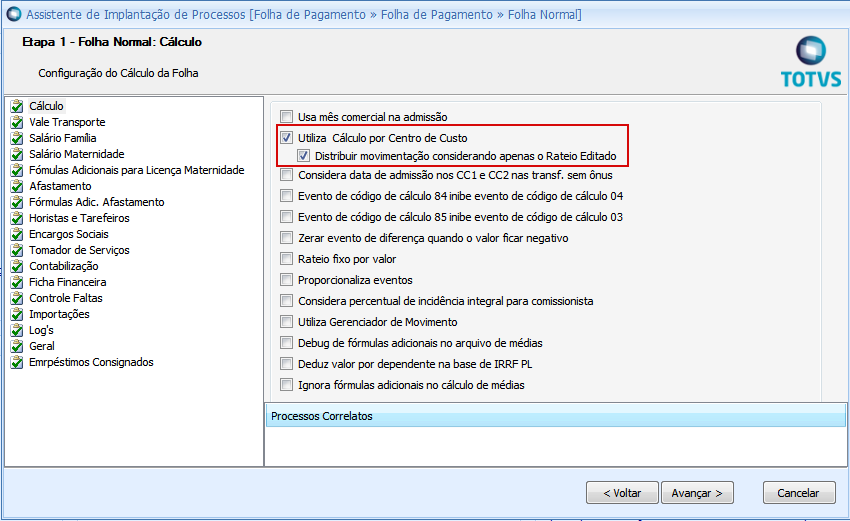 Assistente de Implantação de Processos [Folha de Pagamento » Folha de Pagamento » Folha Normal]
Etapa 1 - Folha Normal: Cálculo
Configuração do Cálculo da Folha
TOTVS
Cálculo
Vale Transporte
Salário Família
Salário Maternidade
Fómulas Adicionais para Licença Maternidade
Afastamento
Fórmulas Adic. Afastamento
Horistas e Tarefeiros
Encargos Sociais
Tomador de Serviços
Contabilização
Ficha Financeira
Controle Faltas
Importações
Log's
Geral
Emrpéstimos Consignados
Usa mês comercial na admissão
Utiliza Cálculo por Centro de Custo
Distribuir movimentação considerando apenas o Rateio Editado
Considera data de admissão nos CC1 e CC2 nas transf. sem ônus
Evento de código de cálculo 84 inibe evento de código de cálculo 04
Evento de código de cálculo 85 inibe evento de código de cálculo 03
Zerar evento de diferença quando o valor ficar negativo
Rateio fixo por valor
Proporcionaliza eventos
Considera percentual de incidência integral para comissionista
Utiliza Gerenciador de Movimento
Debug de fórmulas adicionais no arquivo de médias
Deduz valor por dependente na base de IRRF PL
Ignora fórmulas adicionais no cálculo de médias
Processos Correlatos
< Voltar
Avançar >
Cancelar